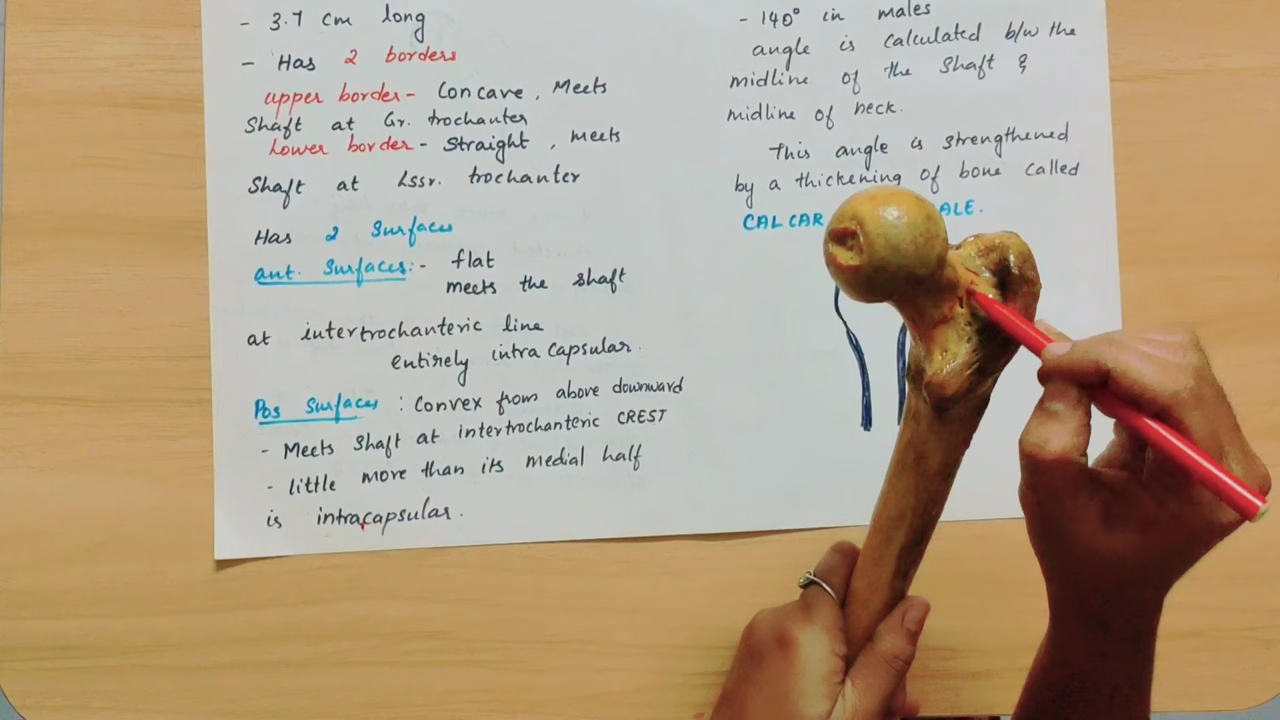 - 3.7 cm long
- Has 2 borders
upper border - Concave, Meets
Shaft at Gr. trochanter
Lower border - Straight, meets
Shaft at Lssr. trochanter
Has 2 Surfaces
ant. Surfaces:- flat
meets the shaft
at intertrochanteric line
entirely intra capsular.
Pos Surfaces : Convex from above downward
- Meets Shaft at intertrochanteric CREST
- little more than its medial half
is intracapsular.
- 140° in males
angle is calculated b/w the
midline of the Shaft &
midline of neck.
This angle is strengthened
by a thickening of bone called
CALCAR ALE.